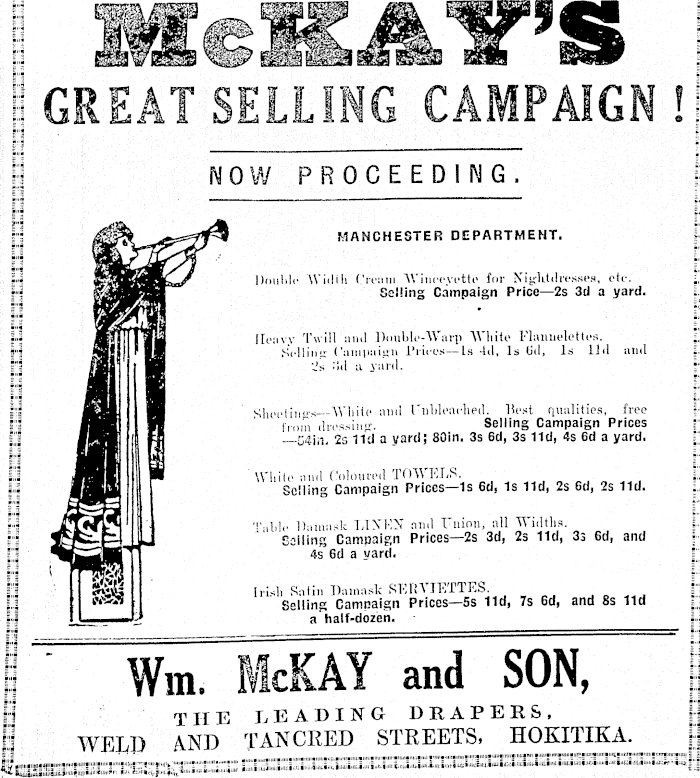 McKAY'S
GREAT SELLING CAMPAIGN!
NOW PROCEEDING.
MANCHESTER DEPARTMENT.
Double Width Cream Winceyette for Nightdresses, etc.
Selling Campaign Price—2s 3d a yard.
Heavy Twill and Double-Warp White Flannelettes.
Selling Campaign Prices—1s 4d, 1s 6d, 1s 11d and
2s 3d a yard.
Sheetings—White and Unbleached. Best qualities, free
from dressing. Selling Campaign Prices
—54in. 2s 11d a yard; 80in. 3s 6d, 3s 11d, 4s 6d a yard.
White and Coloured TOWELS.
Selling Campaign Prices—1s 6d, 1s 11d, 2s 6d, 2s 11d.
Table Damask LINEN and Union, all Widths.
Selling Campaign Prices—2s 3d, 2s 11d, 3s 6d, and
4s 6d a yard.
Irish Satin Damask SERVIETTES.
Selling Campaign Prices—5s 11d, 7s 6d, and 8s 11d
a half-dozen.
Wm. McKAY and SON,
THE LEADING DRAPERS,
WELD AND TANCRED STREETS, HOKITIKA.